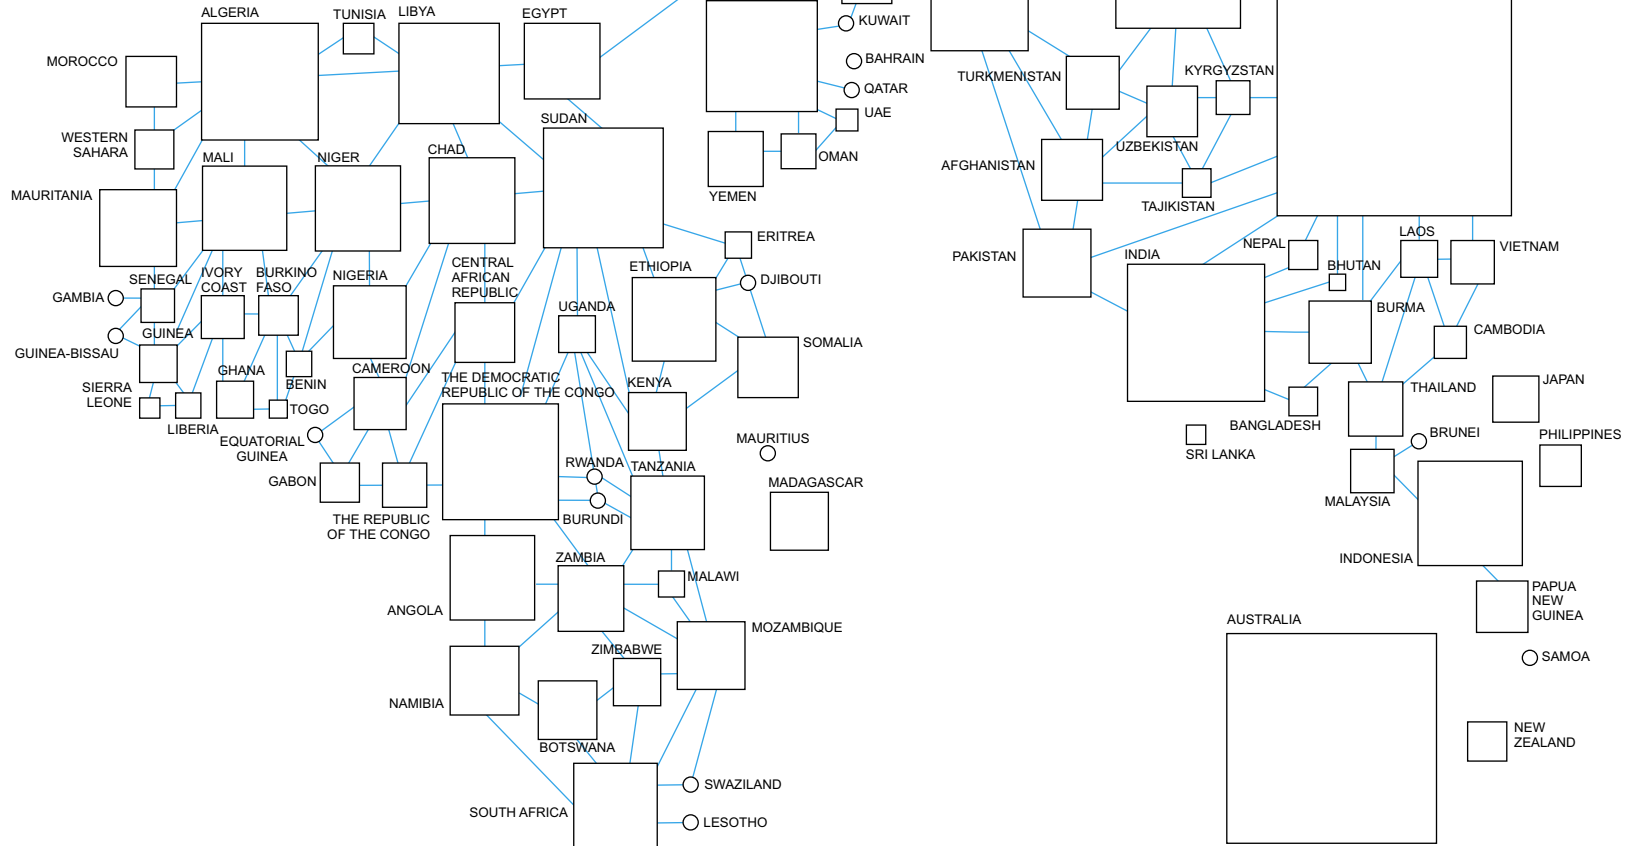 ALGERIA
TUNISIA
LIBYA
EGYPT
KUWAIT
MOROCCO
BAHRAIN
TURKMENISTAN
KYRGYZSTAN
QATAR
UAE
SUDAN
WESTERN
SAHARA
MALI
NIGER
CHAD
OMAN
UZBEKISTAN
AFGHANISTAN
MAURITANIA
YEMEN
TAJIKISTAN
ERITREA
LAOS
NEPAL
VIETNAM
PAKISTAN
INDIA
CENTRAL
AFRICAN
REPUBLIC
ETHIOPIA
BHUTAN
SENEGAL
IVORY
COAST
BURKINO
FASO
NIGERIA
DJIBOUTI
GAMBIA
UGANDA
BURMA
GUINEA
CAMBODIA
GUINEA-BISSAU
SOMALIA
GHANA
CAMEROON
BENIN
THE DEMOCRATIC
REPUBLIC OF THE CONGO
KENYA
JAPAN
SIERRA
LEONE
THAILAND
TOGO
LIBERIA
BANGLADESH
EQUATORIAL
GUINEA
MAURITIUS
BRUNEI
PHILIPPINES
SRI LANKA
RWANDA
TANZANIA
GABON
MADAGASCAR
MALAYSIA
THE REPUBLIC
OF THE CONGO
BURUNDI
ZAMBIA
INDONESIA
MALAWI
PAPUA
NEW
GUINEA
ANGOLA
AUSTRALIA
MOZAMBIQUE
ZIMBABWE
SAMOA
NAMIBIA
NEW
ZEALAND
BOTSWANA
SWAZILAND
SOUTH AFRICA
LESOTHO